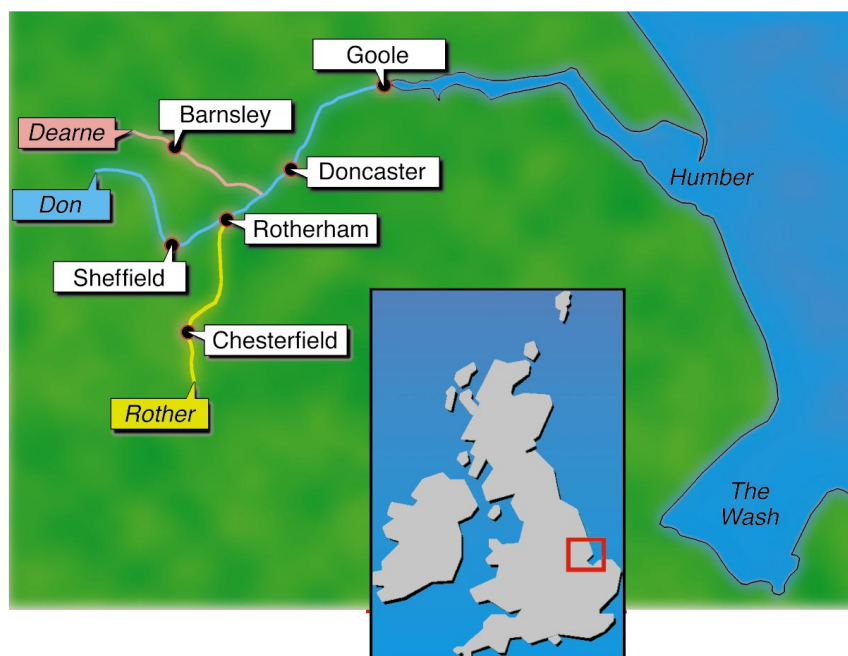 Goole
Barnsley
Dearne
Doncaster
Humber
Don
Rotherham
Sheffield
Chesterfield
Rother
The
Wash